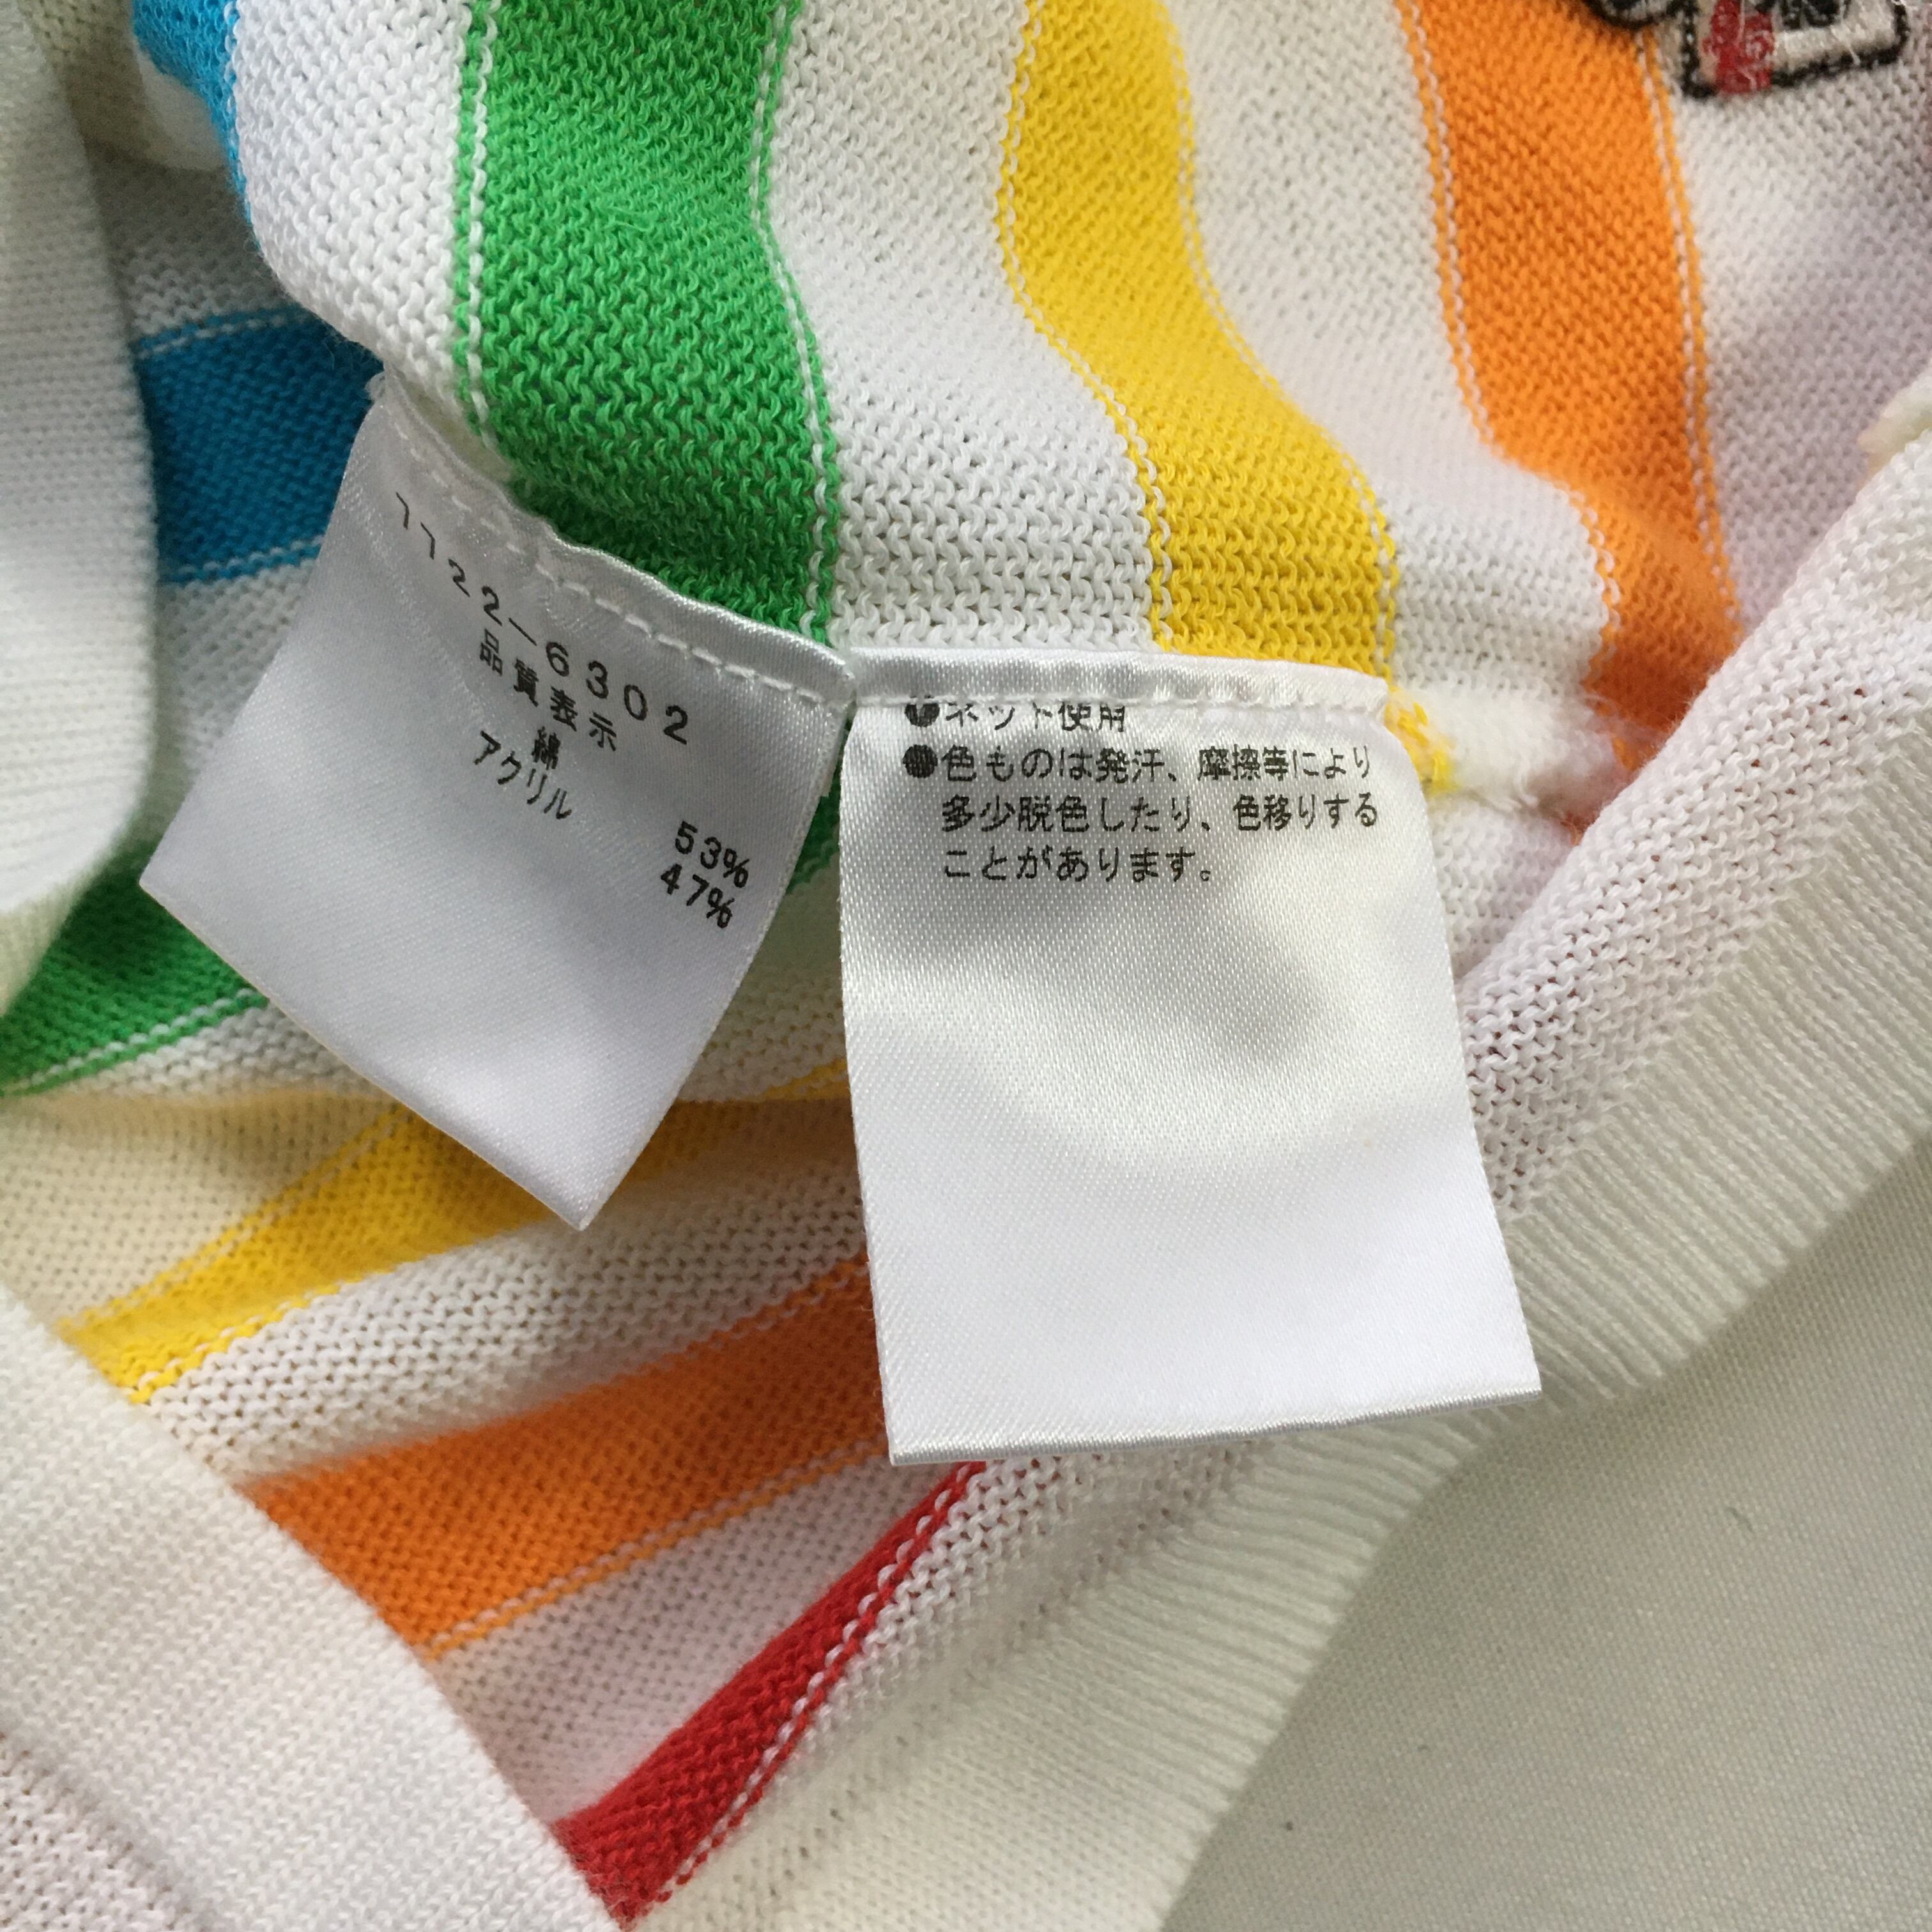 7722-6302
品質表示
綿 53%
アクリル 47%
●ネット使用
●色ものは発汗、摩擦等により
多少脱色したり、色移りする
ことがあります。